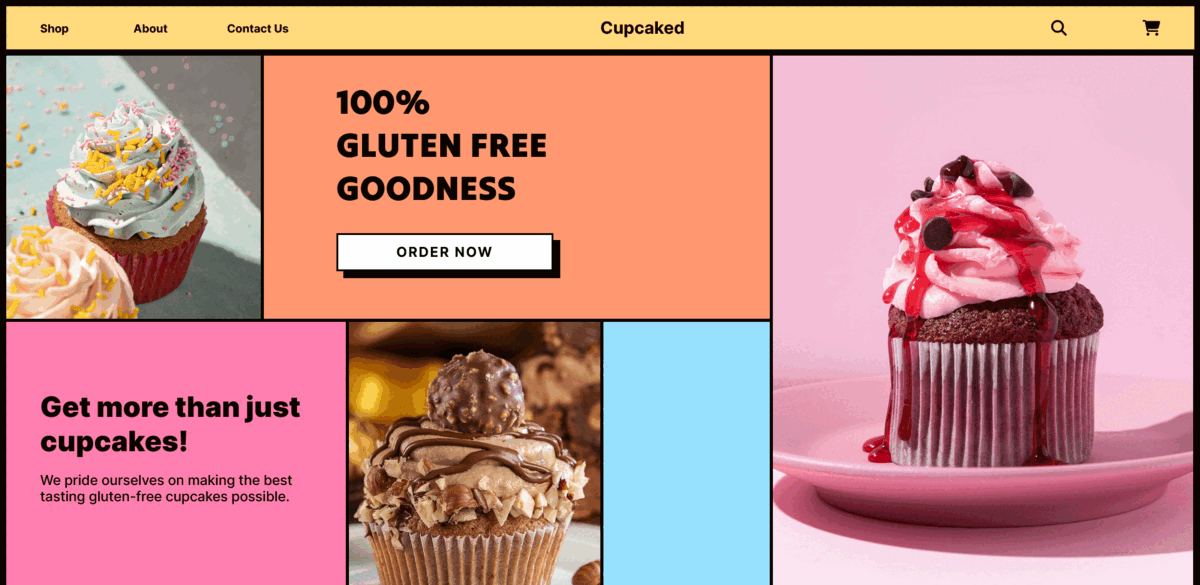 Shop
About
Contact Us
Cupcaked
100%
GLUTEN FREE
GOODNESS
ORDER NOW
Get more than just
cupcakes!
We pride ourselves on making the best
tasting gluten-free cupcakes possible.